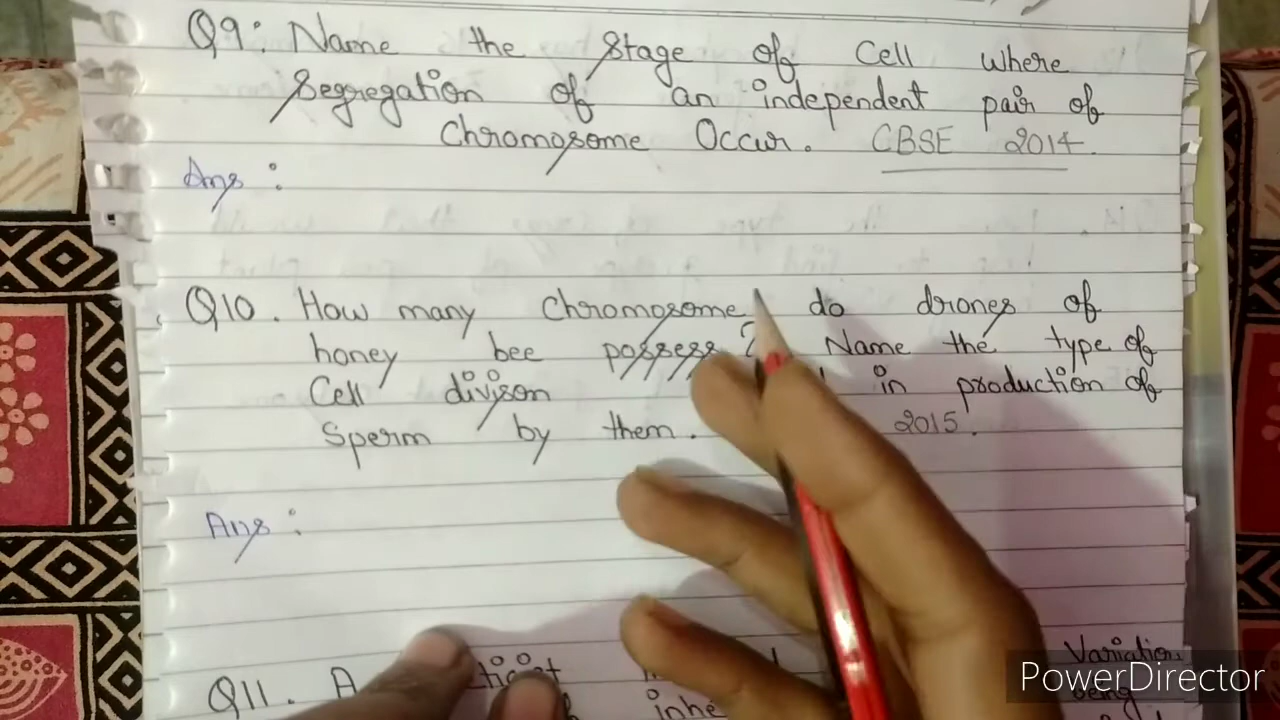 Q9: Name the stage of Cell where
segregation of an independent pair of
Chromosome Occur. CBSE 2014.
Ans :
Q10. How many Chromosome do drones of
honey bee possess? Name the type of
Cell divison in production of
Sperm by them. 2015.
Ans :
Q11. A Variation
being
PowerDirector